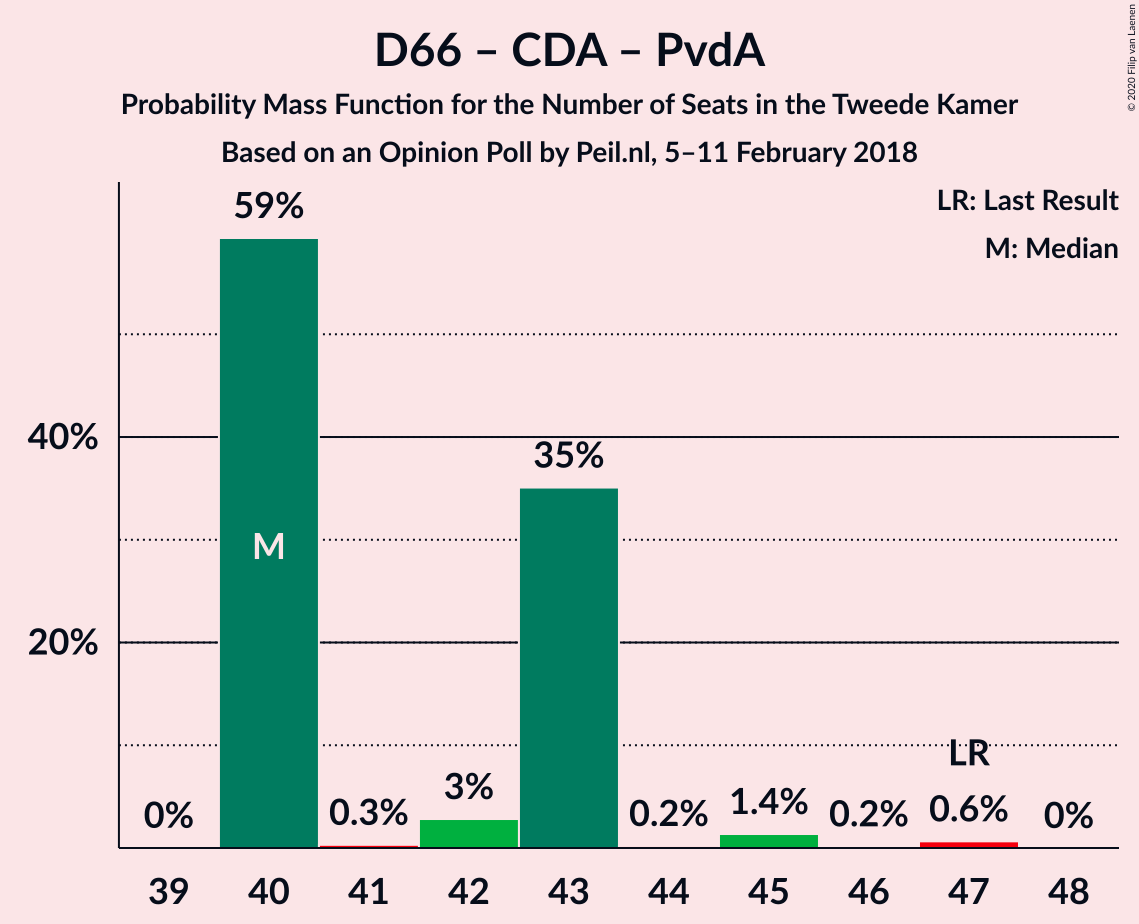 D66 – CDA – PvdA
Probability Mass Function for the Number of Seats in the Tweede Kamer
Based on an Opinion Poll by Peil.nl, 5–11 February 2018
© 2020 Filip van Laenen
LR: Last Result
M: Median
59%
40%
35%
M
20%
LR
0%
0.3%
3%
0.2%
1.4%
0.2%
0.6%
0%
39 40 41 42 43 44 45 46 47 48